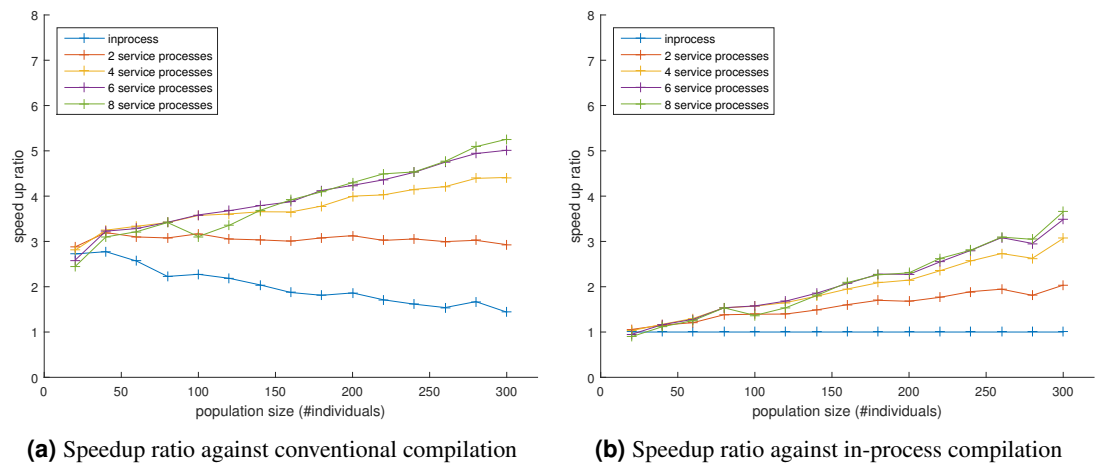 8
7
6
5
4
3
2
1
0
speed up ratio
inprocess
2 service processes
4 service processes
6 service processes
8 service processes
0 50 100 150 200 250 300
population size (#individuals)
(a) Speedup ratio against conventional compilation
8
7
6
5
4
3
2
1
0
speed up ratio
inprocess
2 service processes
4 service processes
6 service processes
8 service processes
0 50 100 150 200 250 300
population size (#individuals)
(b) Speedup ratio against in-process compilation